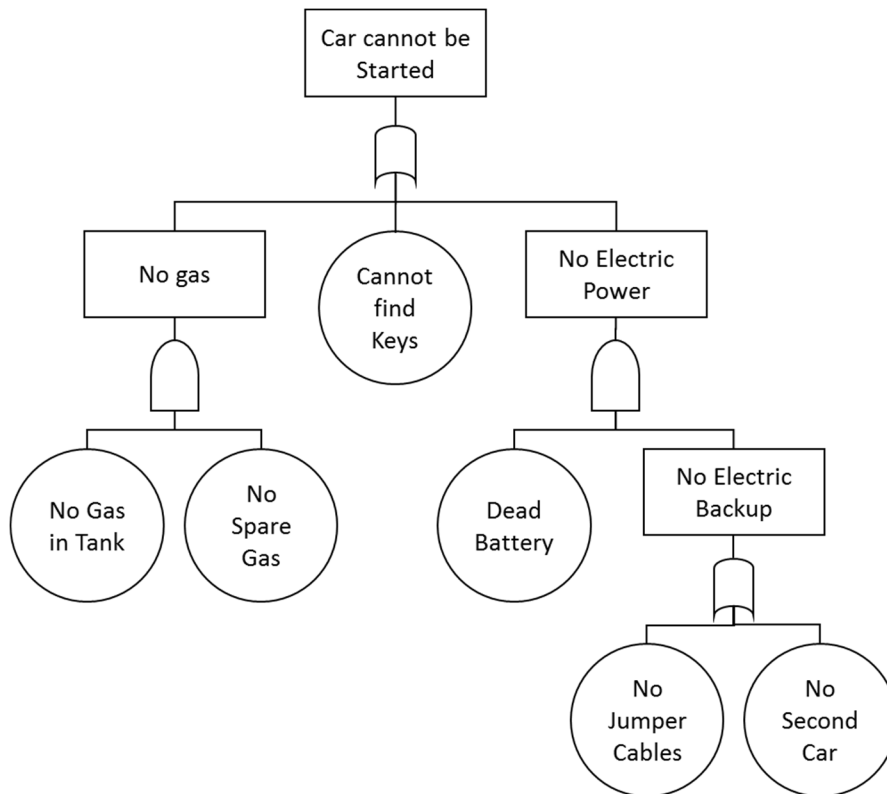 Car cannot be
Started
No gas
Cannot
find
Keys
No Electric
Power
No Gas
in Tank
No
Spare
Gas
Dead
Battery
No Electric
Backup
No
Jumper
Cables
No
Second
Car